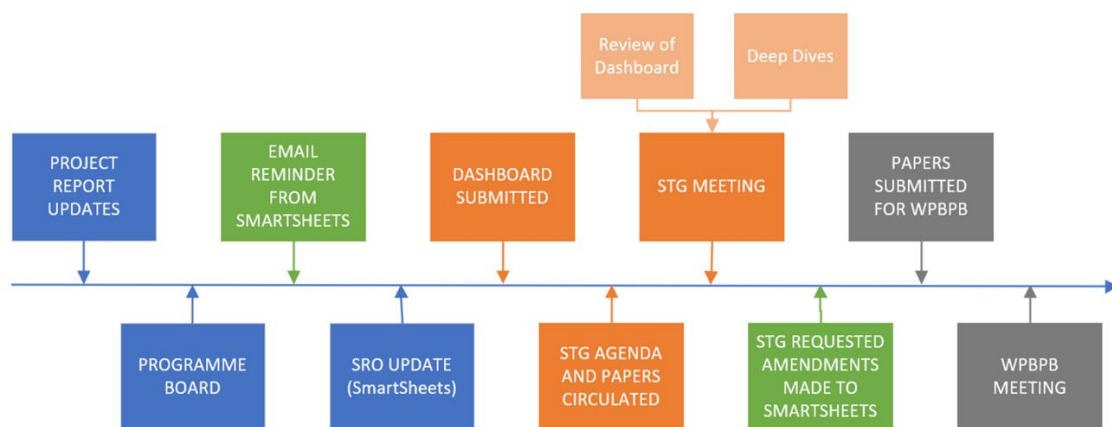 Review of
Dashboard
Deep Dives
PROJECT
REPORT
UPDATES
EMAIL
REMINDER
FROM
SMARTSHEETS
DASHBOARD
SUBMITTED
STG MEETING
PAPERS
SUBMITTED
FOR WPBPB
PROGRAMME
BOARD
SRO UPDATE
(SmartSheets)
STG AGENDA
AND PAPERS
CIRCULATED
STG REQUESTED
AMENDMENTS
MADE TO
SMARTSHEETS
WPBPB
MEETING